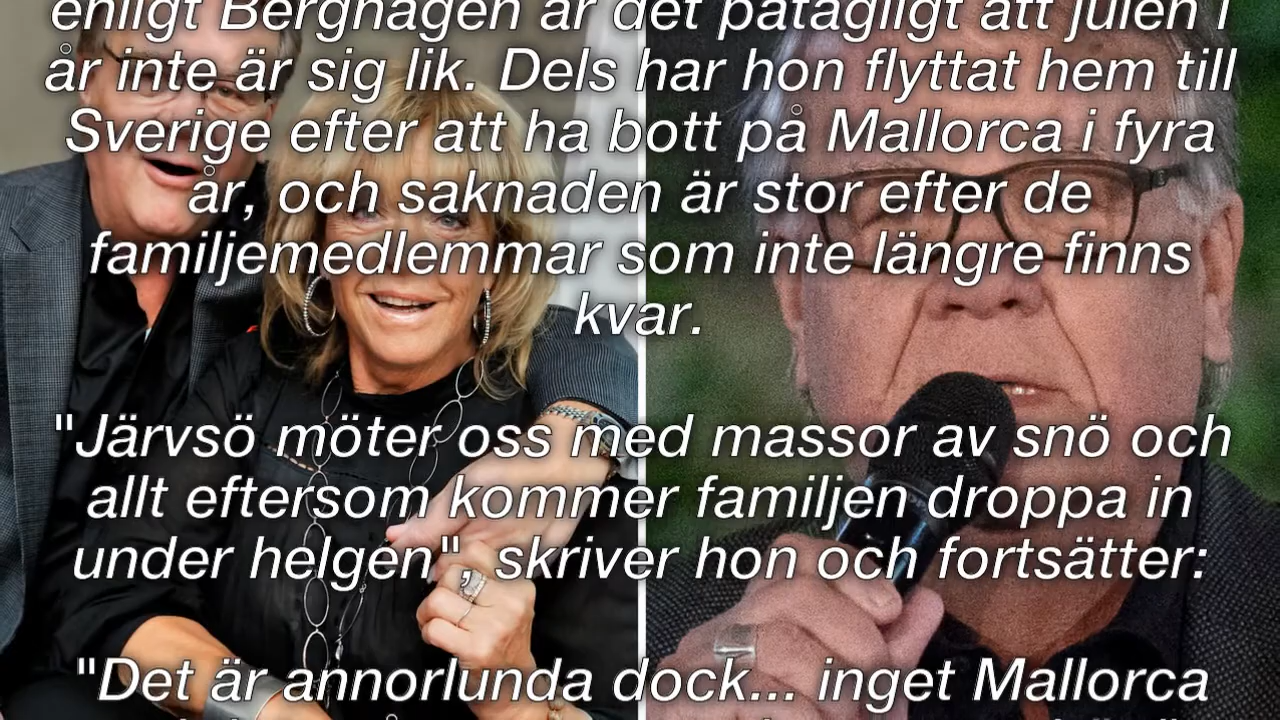 enligt Berghagen är det påtagligt att julen i
år inte är sig lik. Dels har hon flyttat hem till
Sverige efter att ha bott på Mallorca i fyra
år, och saknaden är stor efter de
familjemedlemmar som inte längre finns
kvar.
"Järvsö möter oss med massor av snö och
allt eftersom kommer familjen droppa in
under helgen", skriver hon och fortsätter:
"Det är annorlunda dock... inget Mallorca